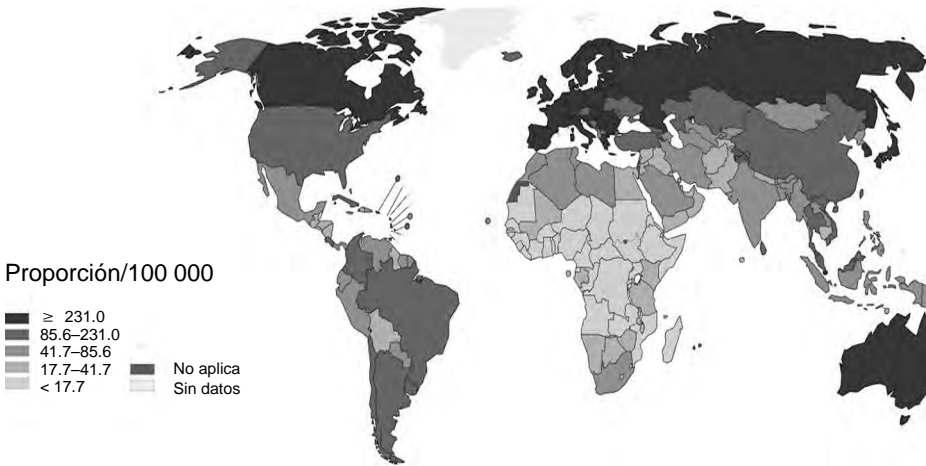 Proporción/100 000
≥ 231.0
85.6–231.0
41.7–85.6
17.7–41.7
< 17.7
No aplica
Sin datos